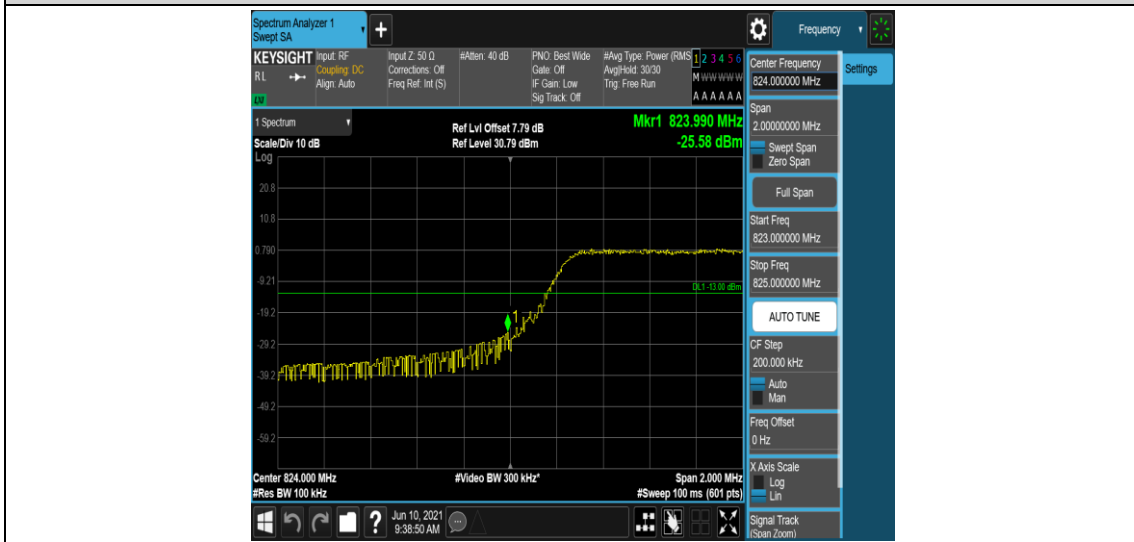 Spectrum Analyzer 1
Swept SA
+
Frequency
KEYSIGHT
RL
LNI
Input: RF
Coupling: DC
Align: Auto
Input Z: 50 Ω
Corrections: Off
Freq Ref: Int (S)
#Atten: 40 dB
PNO: Best Wide
Gate: Off
IF Gain: Low
Sig Track: Off
#Avg Type: Power (RMS
Avg|Hold: 30/30
Trig: Free Run
1 2 3 4 5 6
M W W W W W
A A A A A A
1 Spectrum
Scale/Div 10 dB
Ref Lvl Offset 7.79 dB
Ref Level 30.79 dBm
Mkr1 823.990 MHz
-25.58 dBm
Log
20.8
10.8
0.790
-9.21
-19.2
-29.2
-39.2
-49.2
-59.2
DL1 -13.00 dBm
1
Center 824.000 MHz
#Res BW 100 kHz
#Video BW 300 kHz*
Span 2.000 MHz
#Sweep 100 ms (601 pts)
Center Frequency
824.000000 MHz
Settings
Span
2.00000000 MHz
Swept Span
Zero Span
Full Span
Start Freq
823.000000 MHz
Stop Freq
825.000000 MHz
AUTO TUNE
CF Step
200.000 kHz
Auto
Man
Freq Offset
0 Hz
X Axis Scale
Log
Lin
Signal Track
(Span Zoom)
?
Jun 10, 2021
9:38:50 AM